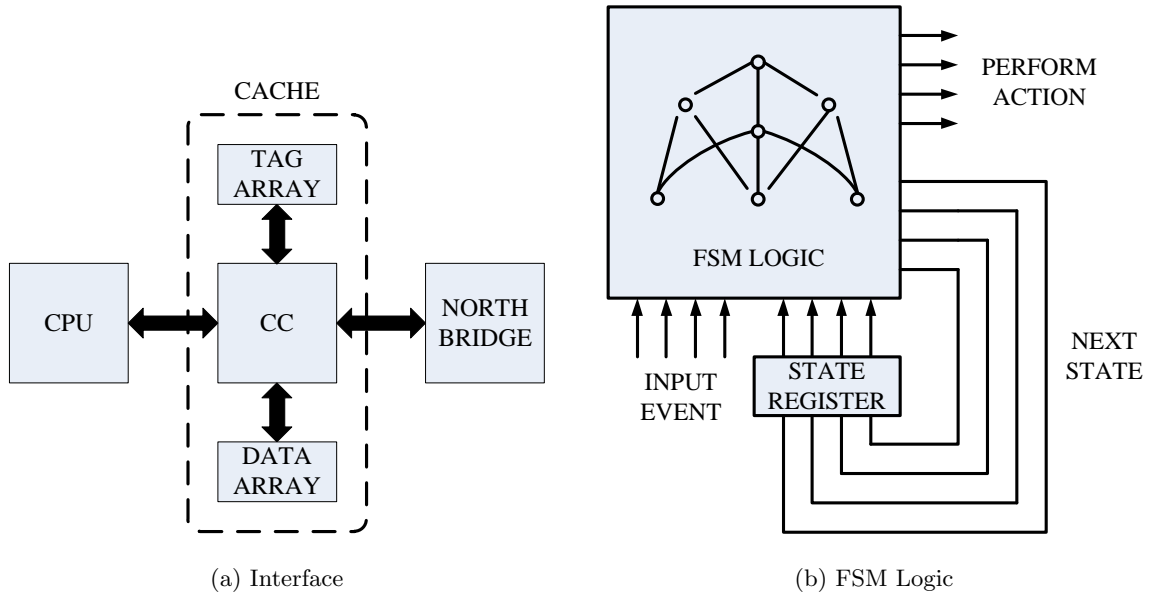 CACHE
TAG
ARRAY
CPU
CC
NORTH
BRIDGE
DATA
ARRAY
(a) Interface
PERFORM
ACTION
FSM LOGIC
INPUT
EVENT
STATE
REGISTER
NEXT
STATE
(b) FSM Logic